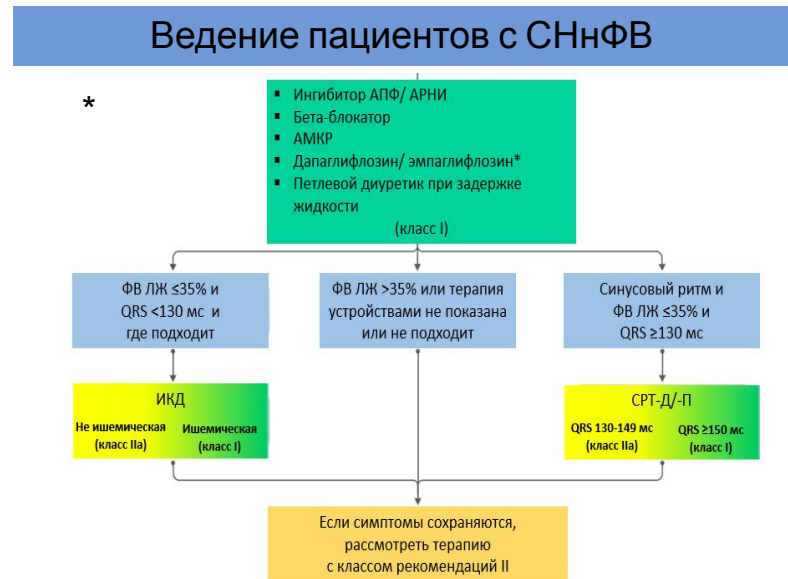 Ведение пациентов с СНнФВ
*
▪ Ингибитор АПФ/ АРНИ
▪ Бета-блокатор
▪ АМКР
▪ Дапаглифлозин/ эмпаглифлозин*
▪ Петлевой диуретик при задержке
жидкости
(класс I)
ФВ ЛЖ ≤35% и
QRS <130 мс и
где подходит
ФВ ЛЖ >35% или терапия
устройствами не показана
или не подходит
Синусовый ритм и
ФВ ЛЖ ≤35% и
QRS ≥130 мс
ИКД
Не ишемическая
(класс IIa)
Ишемическая
(класс I)
СРТ-Д/-П
QRS 130-149 мс
(класс IIa)
QRS ≥150 мс
(класс I)
Если симптомы сохраняются,
рассмотреть терапию
с классом рекомендаций II